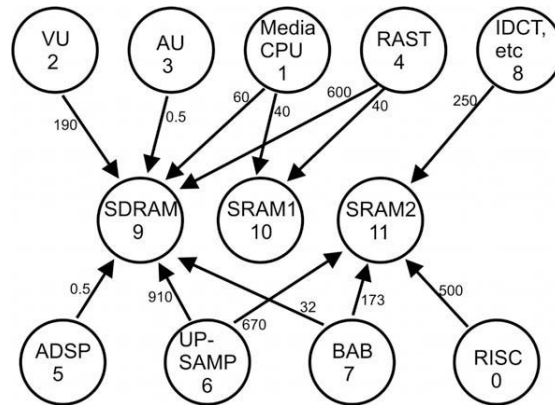 VU
2
AU
3
Media
CPU
1
RAST
4
IDCT,
etc
8
190
0.5
60
40
600
40
250
SDRAM
9
SRAM1
10
SRAM2
11
0.5
910
670
32
173
500
ADSP
5
UP-
SAMP
6
BAB
7
RISC
0